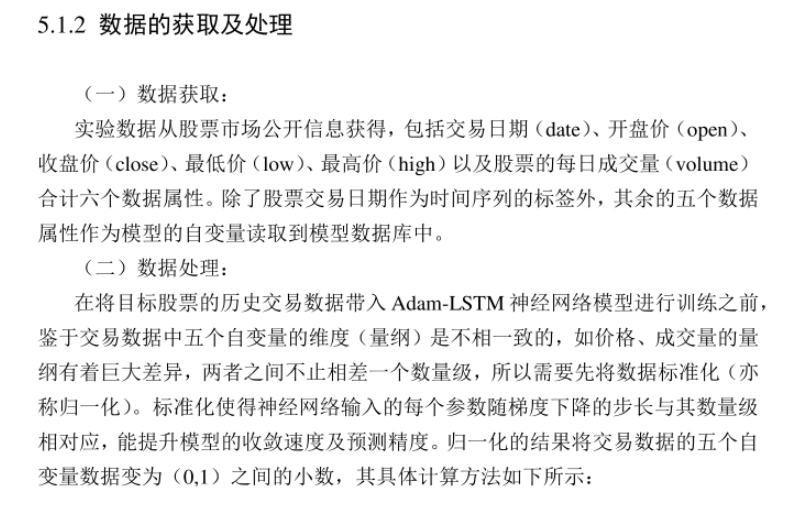 5.1.2 数据的获取及处理
（一）数据获取：
实验数据从股票市场公开信息获得，包括交易日期（date）、开盘价（open）、
收盘价（close）、最低价（low）、最高价（high）以及股票的每日成交量（volume）
合计六个数据属性。除了股票交易日期作为时间序列的标签外，其余的五个数据
属性作为模型的自变量读取到模型数据库中。
（二）数据处理：
在将目标股票的历史交易数据带入 Adam-LSTM 神经网络模型进行训练之前，
鉴于交易数据中五个自变量的维度（量纲）是不相一致的，如价格、成交量的量
纲有着巨大差异，两者之间不止相差一个数量级，所以需要先将数据标准化（亦
称归一化）。标准化使得神经网络输入的每个参数随梯度下降的步长与其数量级
相对应，能提升模型的收敛速度及预测精度。归一化的结果将交易数据的五个自
变量数据变为（0,1）之间的小数，其具体计算方法如下所示：